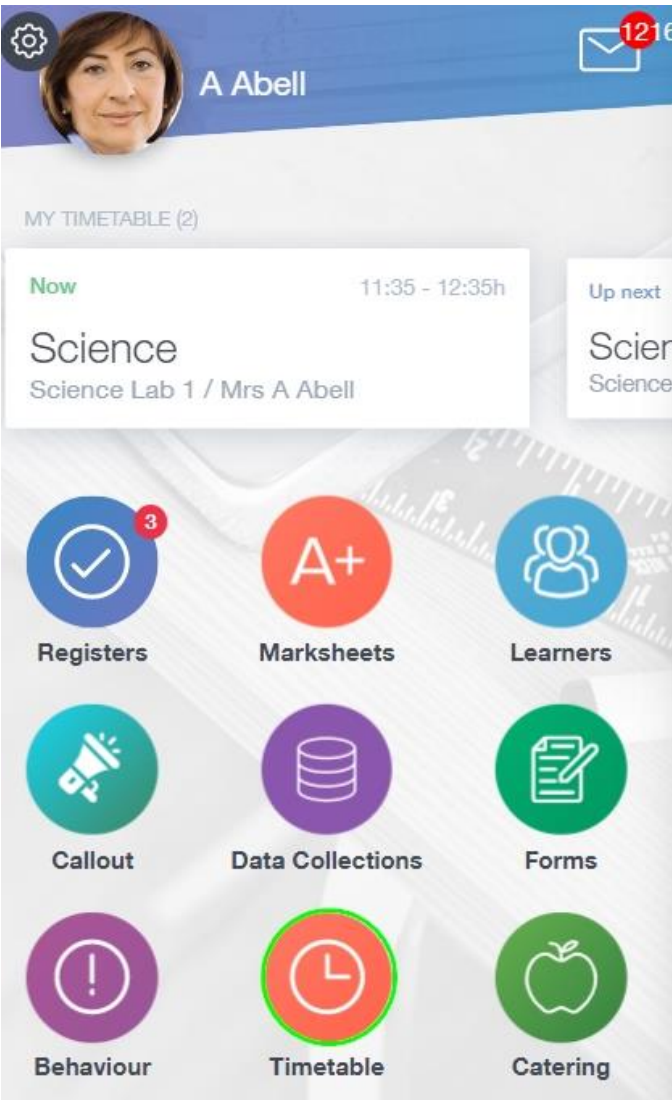 A Abell
1216
MY TIMETABLE (2)
Now
11:35 - 12:35h
Science
Science Lab 1 / Mrs A Abell
Up next
Science
3
A+
Registers
Marksheets
Learners
Callout
Data Collections
Forms
Behaviour
Timetable
Catering